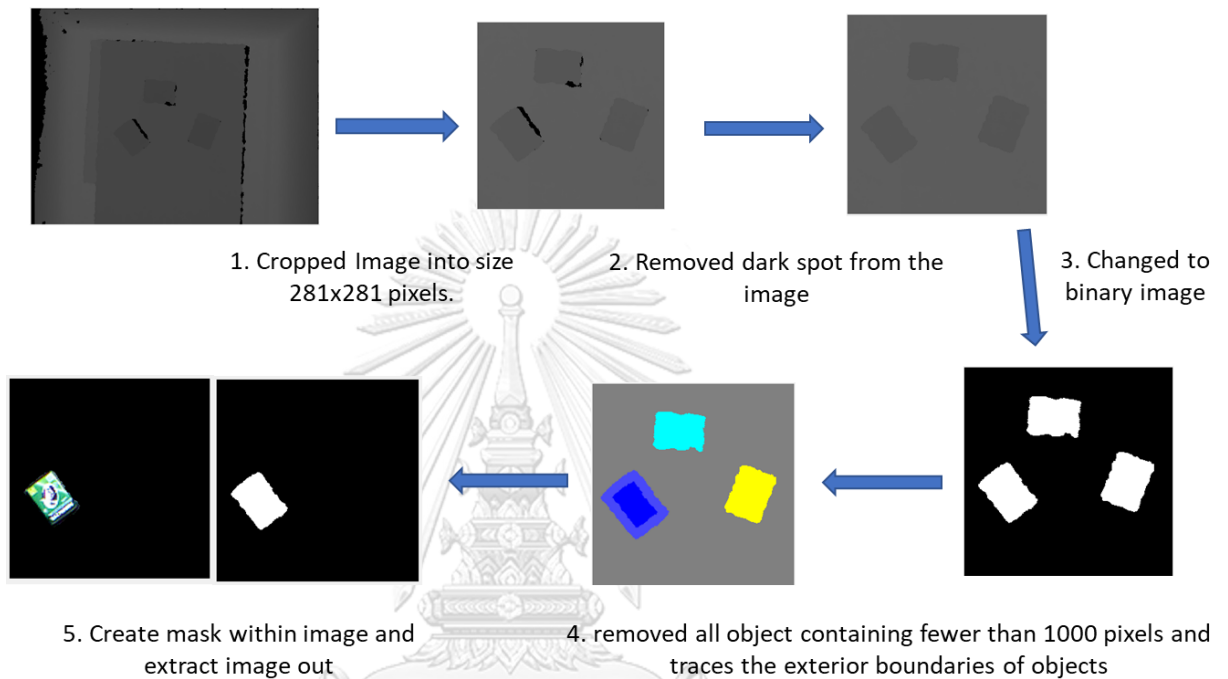 1. Cropped Image into size
281x281 pixels.
2. Removed dark spot from the
image
3. Changed to
binary image
4. removed all object containing fewer than 1000 pixels and
traces the exterior boundaries of objects
5. Create mask within image and
extract image out